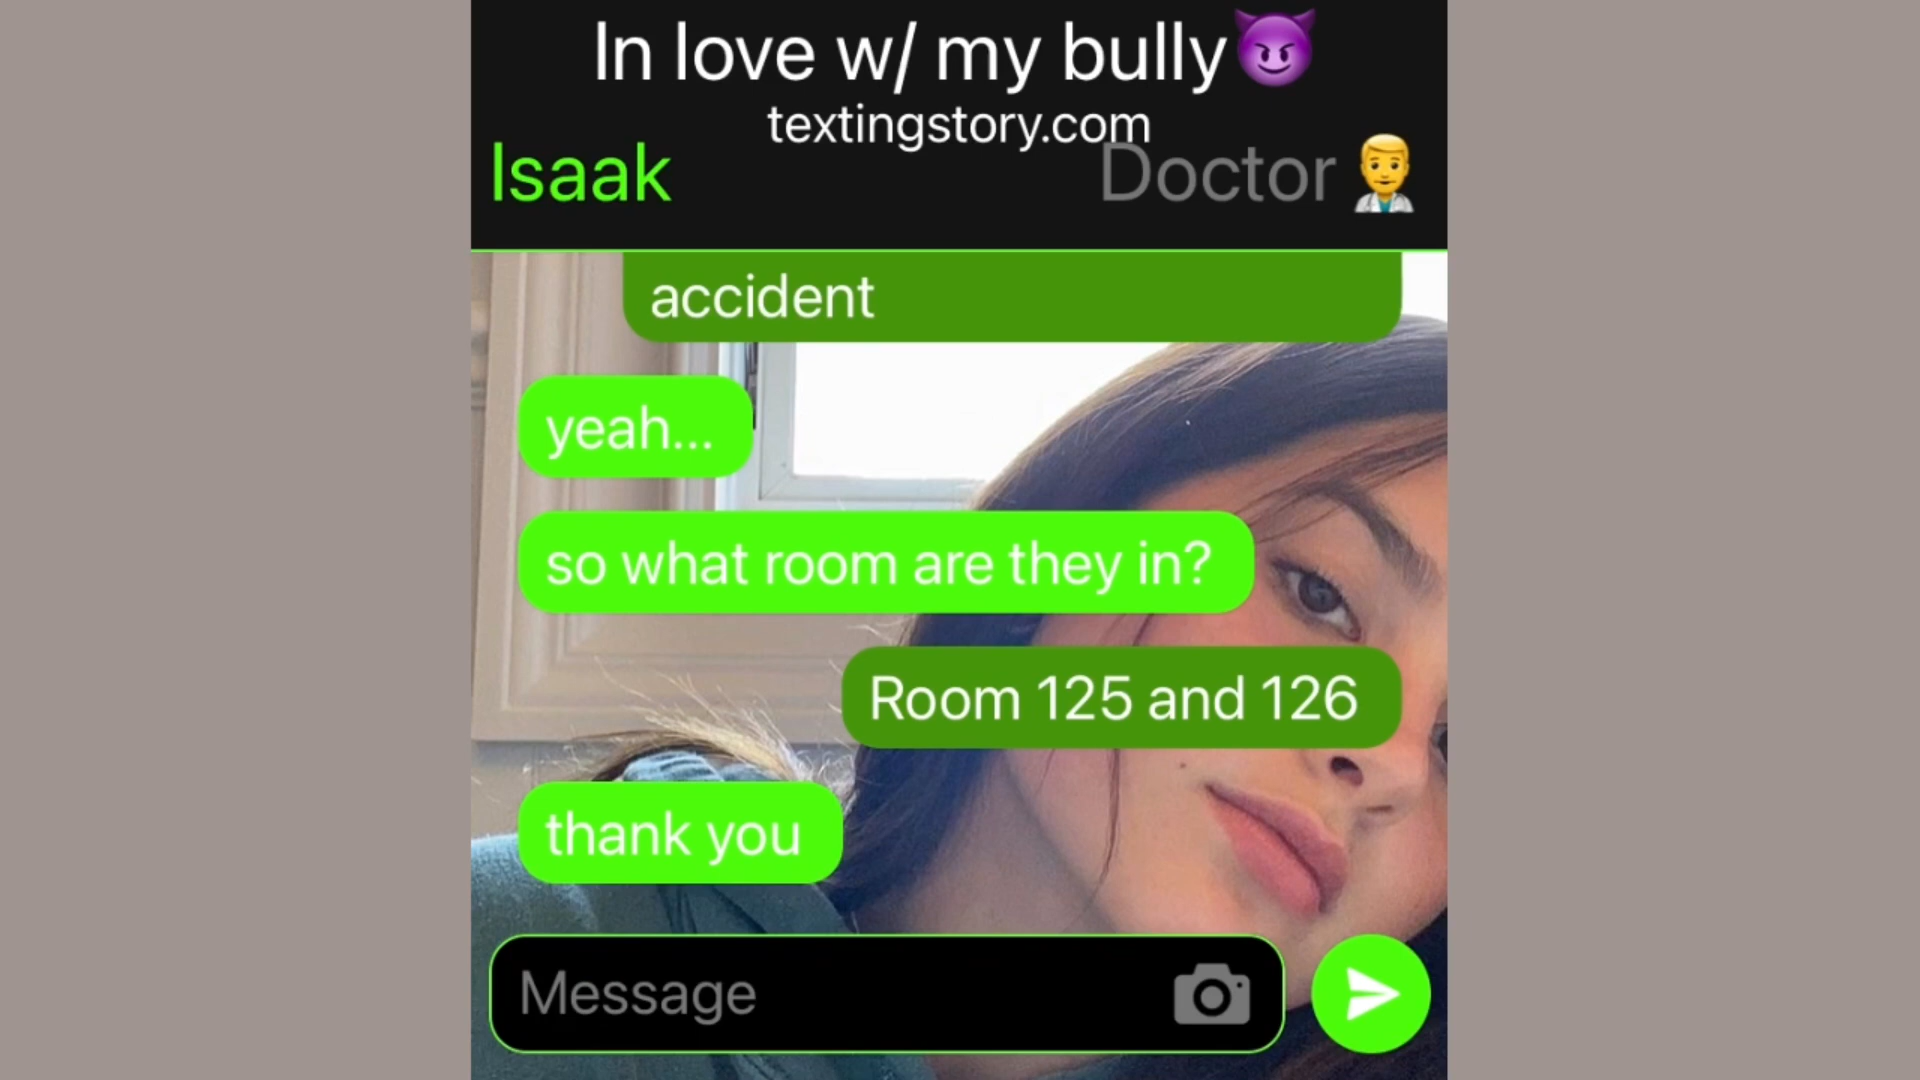 In love w/ my bully😈
textingstory.com
Isaak
Doctor 👨‍⚕️
accident
yeah...
so what room are they in?
Room 125 and 126
thank you
Message